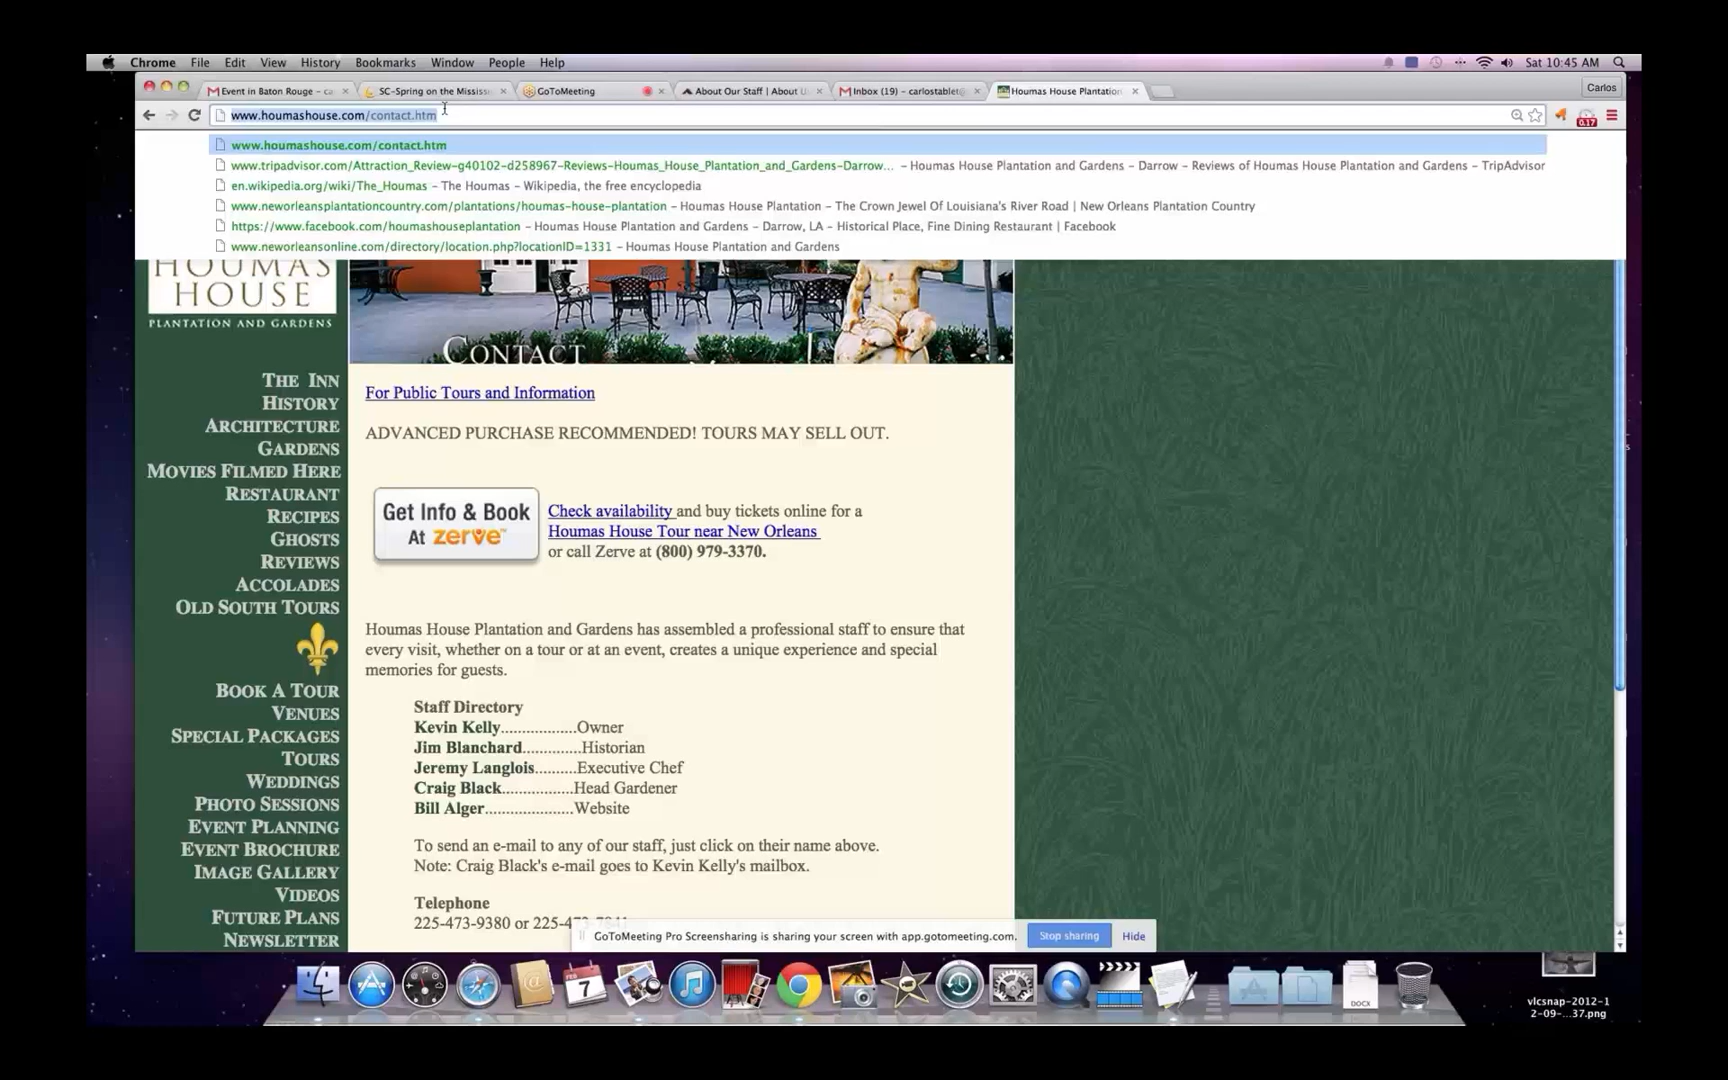 Chrome File Edit View History Bookmarks Window People Help Sat 10:45 AM
Event in Baton Rouge – ca SC-Spring on the Mississi GoToMeeting About Our Staff | About U Inbox (19) – carlostablet@ Houmas House Plantation Carlos
www.houmashouse.com/contact.htm 0.17
www.houmashouse.com/contact.htm
www.tripadvisor.com/Attraction_Review-g40102-d258967-Reviews-Houmas_House_Plantation_and_Gardens-Darrow... – Houmas House Plantation and Gardens – Darrow – Reviews of Houmas House Plantation and Gardens – TripAdvisor
en.wikipedia.org/wiki/The_Houmas – The Houmas – Wikipedia, the free encyclopedia
www.neworleansplantationcountry.com/plantations/houmas-house-plantation – Houmas House Plantation – The Crown Jewel Of Louisiana's River Road | New Orleans Plantation Country
https://www.facebook.com/houmashouseplantation – Houmas House Plantation and Gardens – Darrow, LA – Historical Place, Fine Dining Restaurant | Facebook
www.neworleansonline.com/directory/location.php?locationID=1331 – Houmas House Plantation and Gardens
HOUMAS
HOUSE
PLANTATION AND GARDENS
THE INN
HISTORY
ARCHITECTURE
GARDENS
MOVIES FILMED HERE
RESTAURANT
RECIPES
GHOSTS
REVIEWS
ACCOLADES
OLD SOUTH TOURS
BOOK A TOUR
VENUES
SPECIAL PACKAGES
TOURS
WEDDINGS
PHOTO SESSIONS
EVENT PLANNING
EVENT BROCHURE
IMAGE GALLERY
VIDEOS
FUTURE PLANS
NEWSLETTER
CONTACT
For Public Tours and Information
ADVANCED PURCHASE RECOMMENDED! TOURS MAY SELL OUT.
Get Info & Book
At zerve™
Check availability and buy tickets online for a
Houmas House Tour near New Orleans
or call Zerve at (800) 979-3370.
Houmas House Plantation and Gardens has assembled a professional staff to ensure that
every visit, whether on a tour or at an event, creates a unique experience and special
memories for guests.
Staff Directory
Kevin Kelly..................Owner
Jim Blanchard..............Historian
Jeremy Langlois..........Executive Chef
Craig Black.................Head Gardener
Bill Alger.....................Website
To send an e-mail to any of our staff, just click on their name above.
Note: Craig Black's e-mail goes to Kevin Kelly's mailbox.
Telephone
225-473-9380 or 225-473-7841
GoToMeeting Pro Screensharing is sharing your screen with app.gotomeeting.com. Stop sharing Hide
FEB
7
DOCX
vlcsnap-2012-1
2-09-...37.png